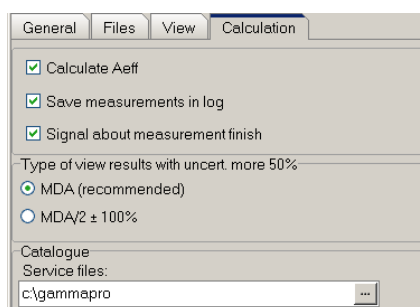 General Files View Calculation
Calculate Aeff
Save measurements in log
Signal about measurement finish
Type of view results with uncert. more 50%
MDA (recommended)
MDA/2 ± 100%
Catalogue
Service files:
c:\gammapro ...